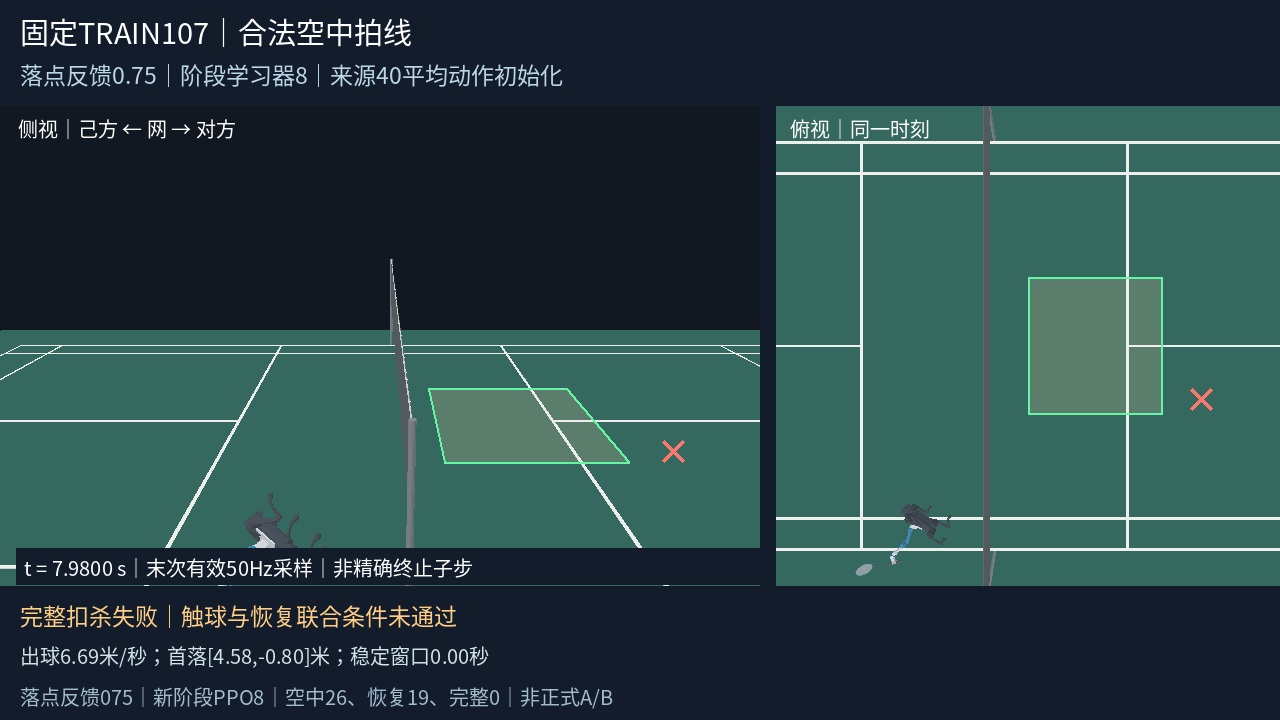 固定TRAIN107｜合法空中拍线
落点反馈0.75｜阶段学习器8｜来源40平均动作初始化
侧视｜己方 ← 网 → 对方
俯视｜同一时刻
t = 7.9800 s｜末次有效50Hz采样｜非精确终止子步
完整扣杀失败｜触球与恢复联合条件未通过
出球6.69米/秒；首落[4.58,-0.80]米；稳定窗口0.00秒
落点反馈075｜新阶段PPO8｜空中26、恢复19、完整0｜非正式A/B